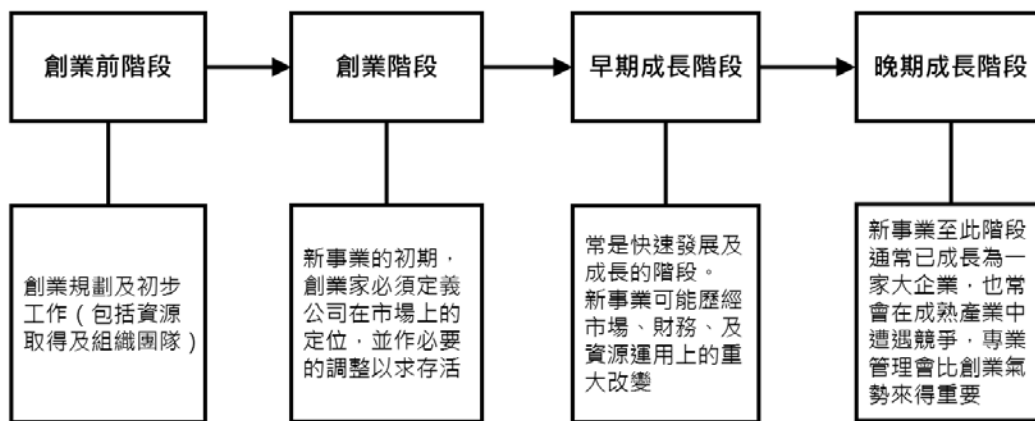 創業前階段
創業階段
早期成長階段
晚期成長階段
創業規劃及初步
工作（包括資源
取得及組織團隊）
新事業的初期，
創業家必須定義
公司在市場上的
定位，並作必要
的調整以求存活
常是快速發展及
成長的階段。
新事業可能歷經
市場、財務、及
資源運用上的重
大改變
新事業至此階段
通常已成長為一
家大企業，也常
會在成熟產業中
遭遇競爭，專業
管理會比創業氣
勢來得重要